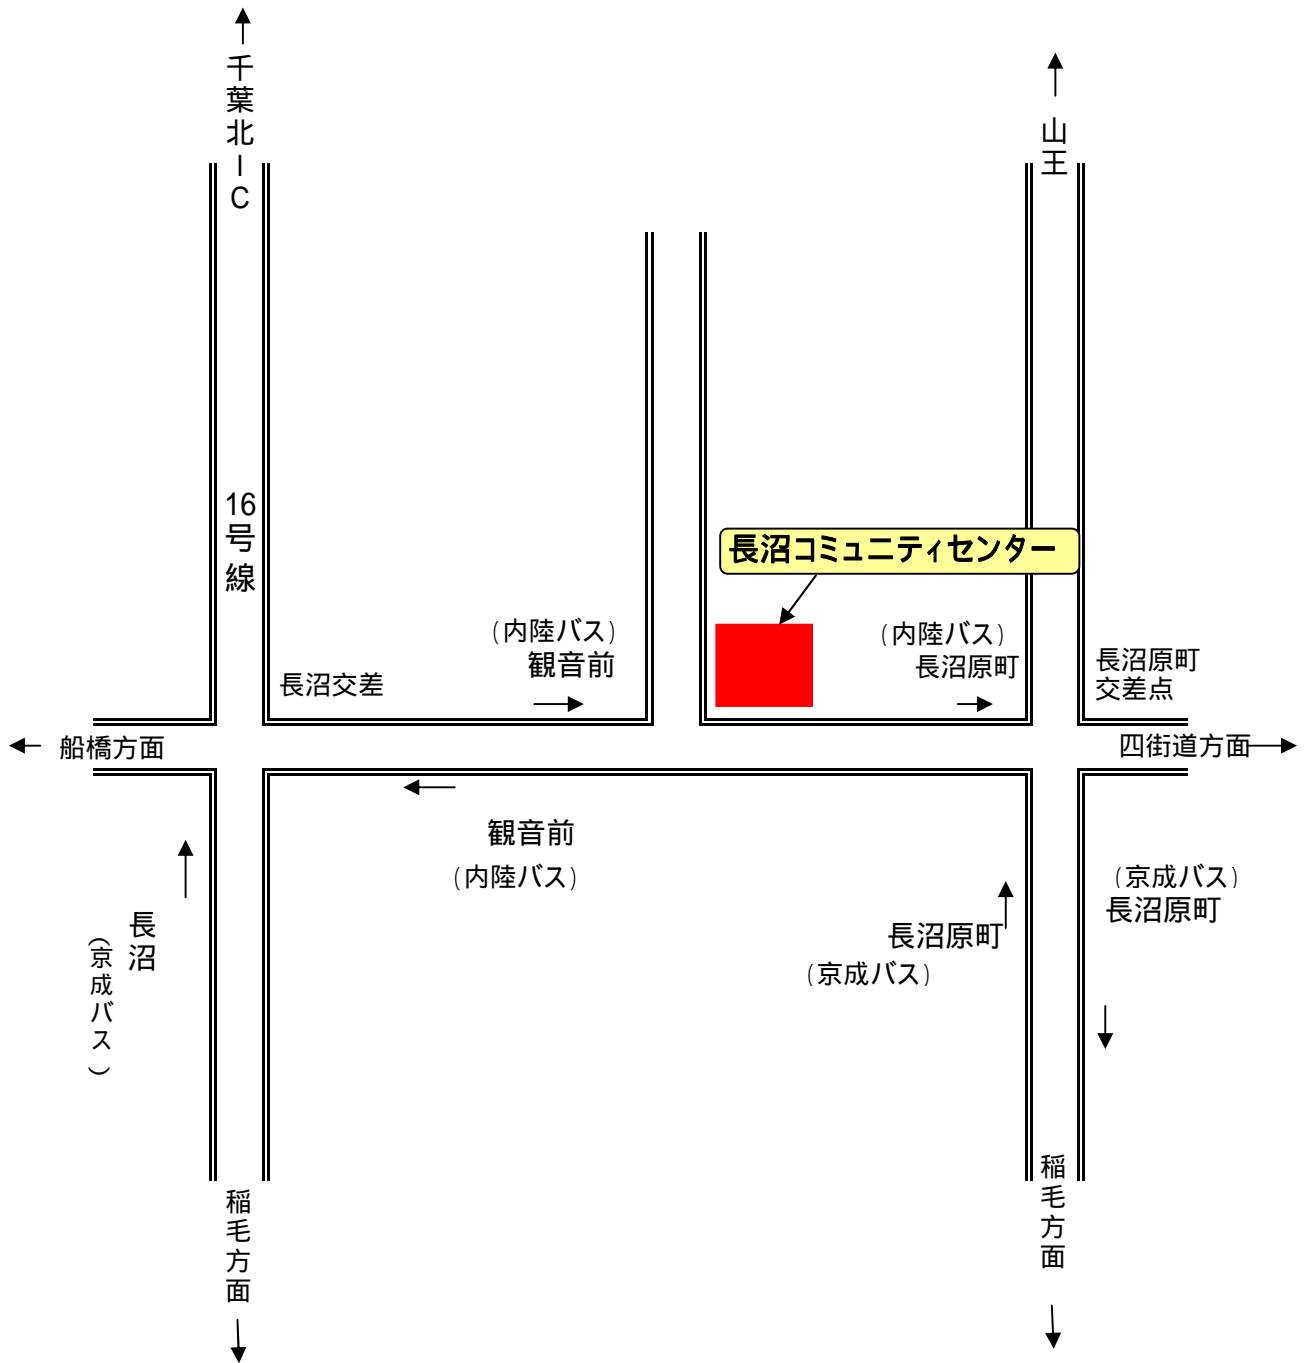 千葉北IC
山王
16号線
長沼コミュニティセンター
（内陸バス）
観音前
（内陸バス）
長沼原町
長沼原町
交差点
長沼交差
船橋方面
四街道方面
観音前
（内陸バス）
（京成バス）
長沼原町
長沼
（京成バス）
長沼原町
（京成バス）
稲毛方面
稲毛方面